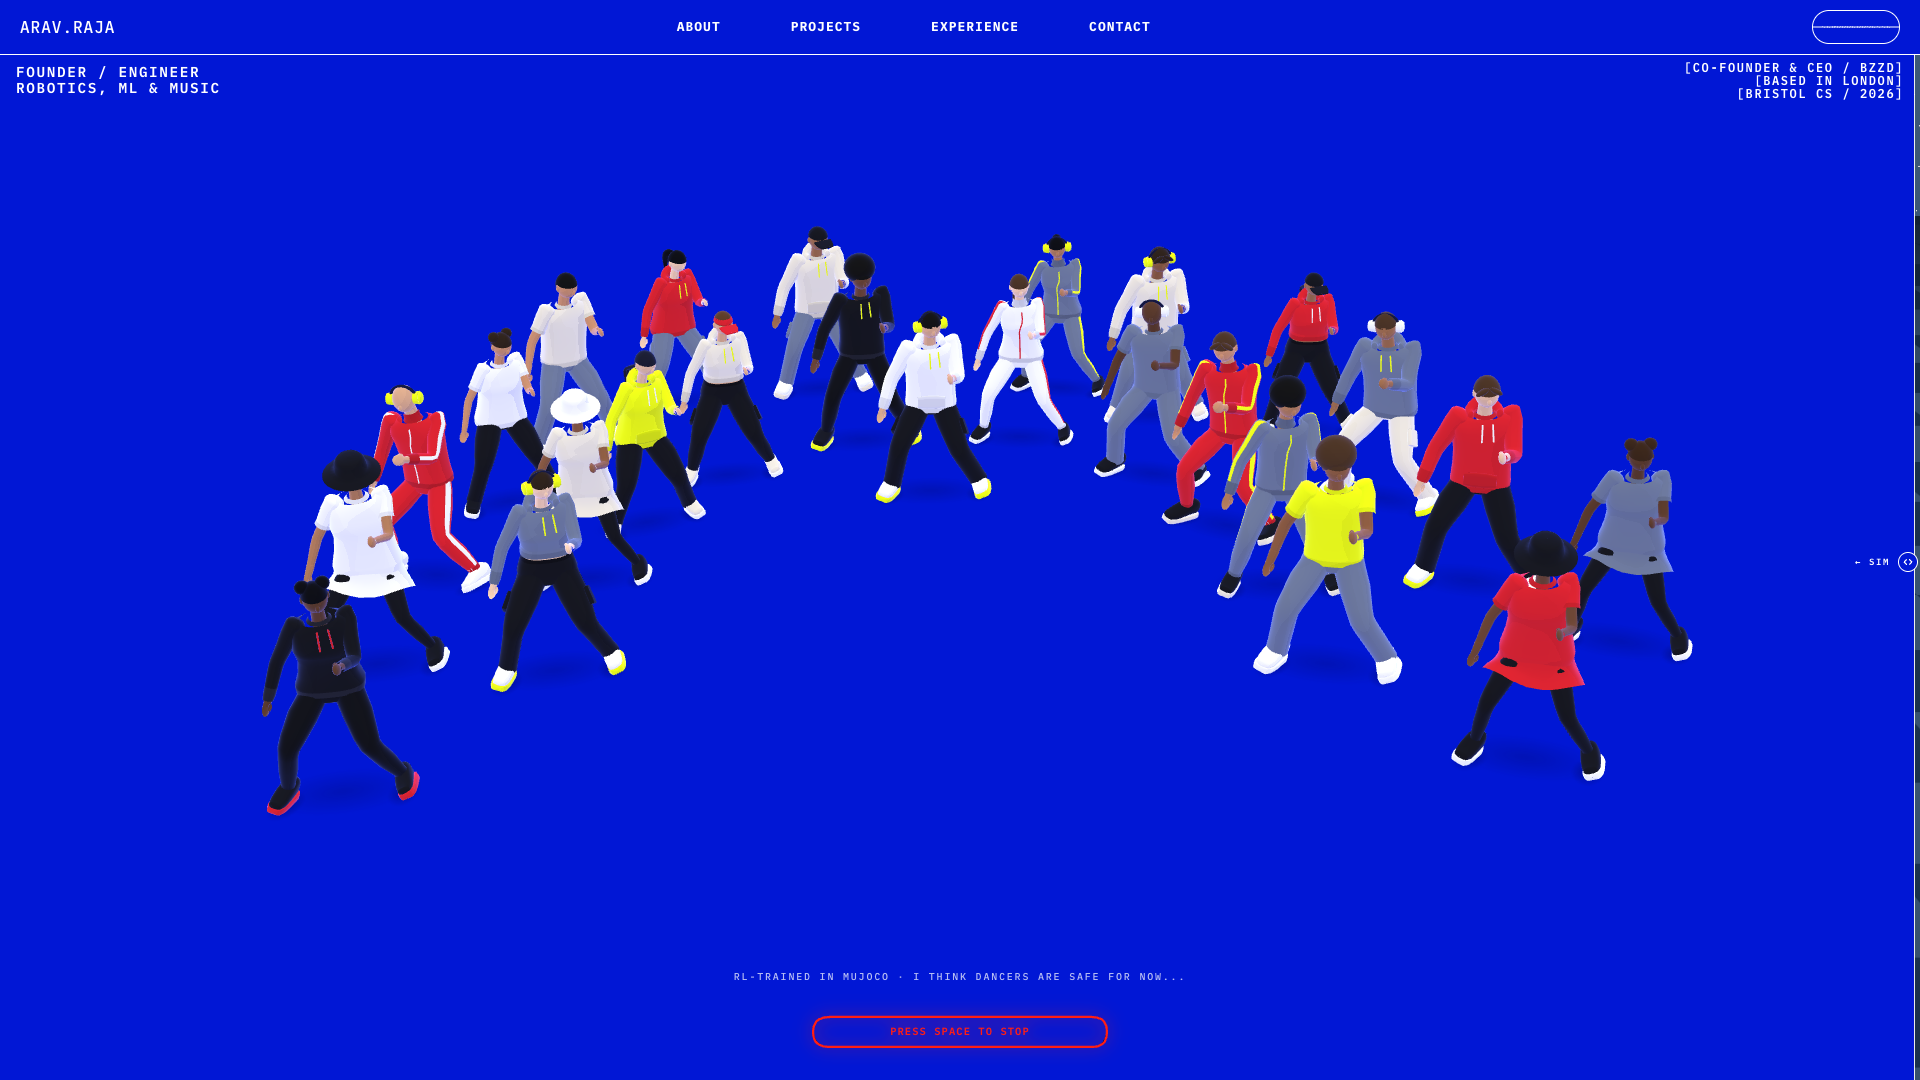 ARAV.RAJA
ABOUT
PROJECTS
EXPERIENCE
CONTACT
FOUNDER / ENGINEER
ROBOTICS, ML & MUSIC
[CO-FOUNDER & CEO / BZZD]
[BASED IN LONDON]
[BRISTOL CS / 2026]
← SIM
RL-TRAINED IN MUJOCO · I THINK DANCERS ARE SAFE FOR NOW...
PRESS SPACE TO STOP